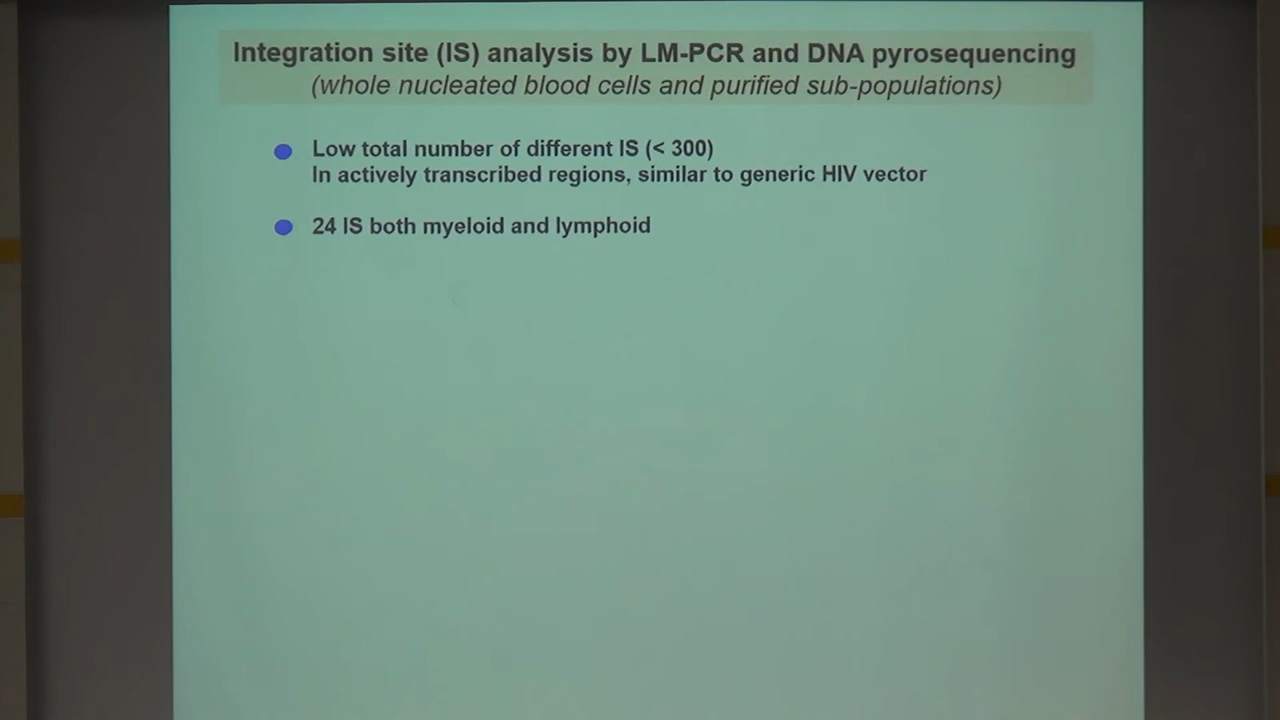 Integration site (IS) analysis by LM-PCR and DNA pyrosequencing
(whole nucleated blood cells and purified sub-populations)
Low total number of different IS (< 300)
In actively transcribed regions, similar to generic HIV vector
24 IS both myeloid and lymphoid